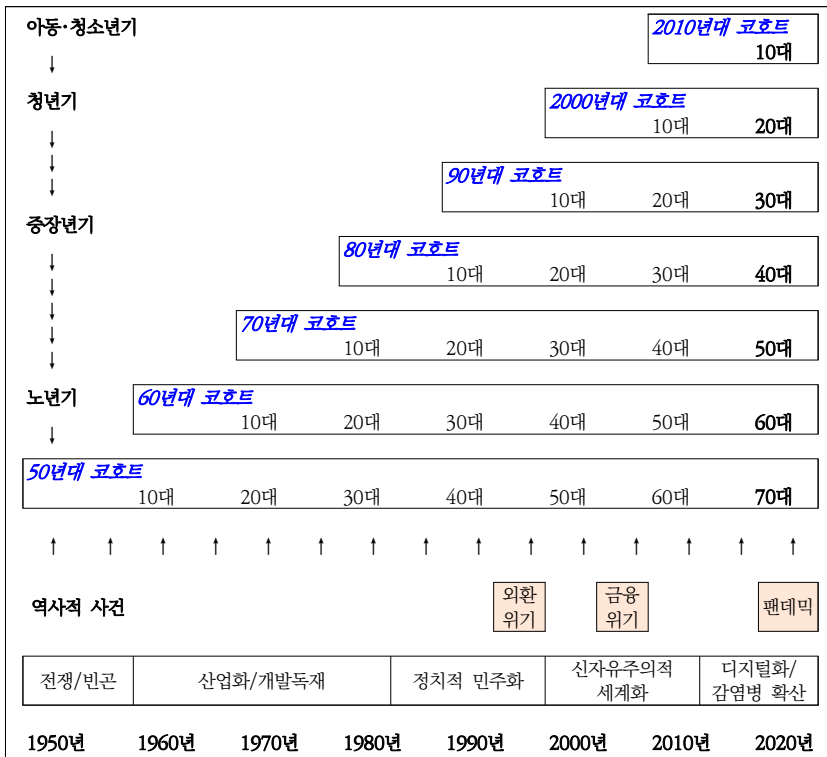 아동·청소년기
2010년대 코호트
10대
청년기
2000년대 코호트
10대 20대
90년대 코호트
10대 20대 30대
중장년기
80년대 코호트
10대 20대 30대 40대
70년대 코호트
10대 20대 30대 40대 50대
노년기
60년대 코호트
10대 20대 30대 40대 50대 60대
50년대 코호트
10대 20대 30대 40대 50대 60대 70대
역사적 사건
외환
위기
금융
위기
팬데믹
전쟁/빈곤
산업화/개발독재
정치적 민주화
신자유주의적
세계화
디지털화/
감염병 확산
1950년 1960년 1970년 1980년 1990년 2000년 2010년 2020년